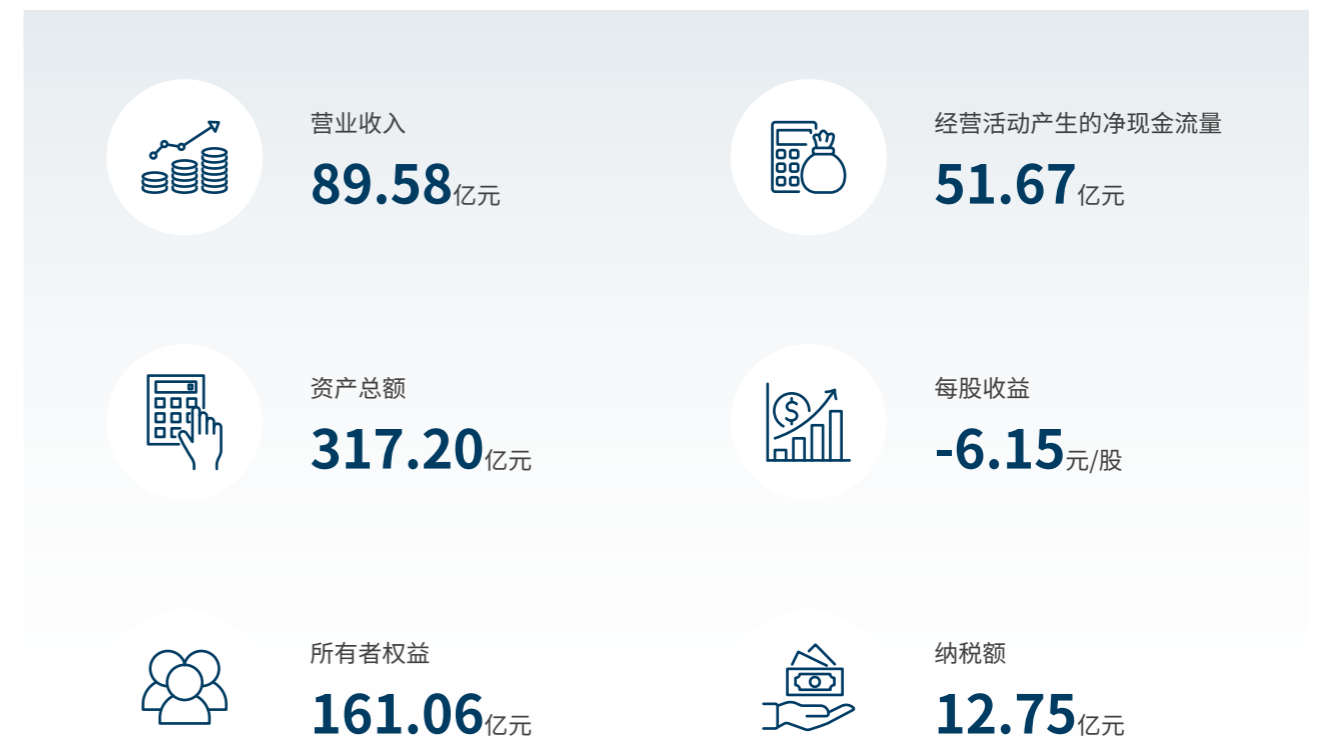 营业收入
89.58亿元
经营活动产生的净现金流量
51.67亿元
资产总额
317.20亿元
每股收益
-6.15元/股
所有者权益
161.06亿元
纳税额
12.75亿元